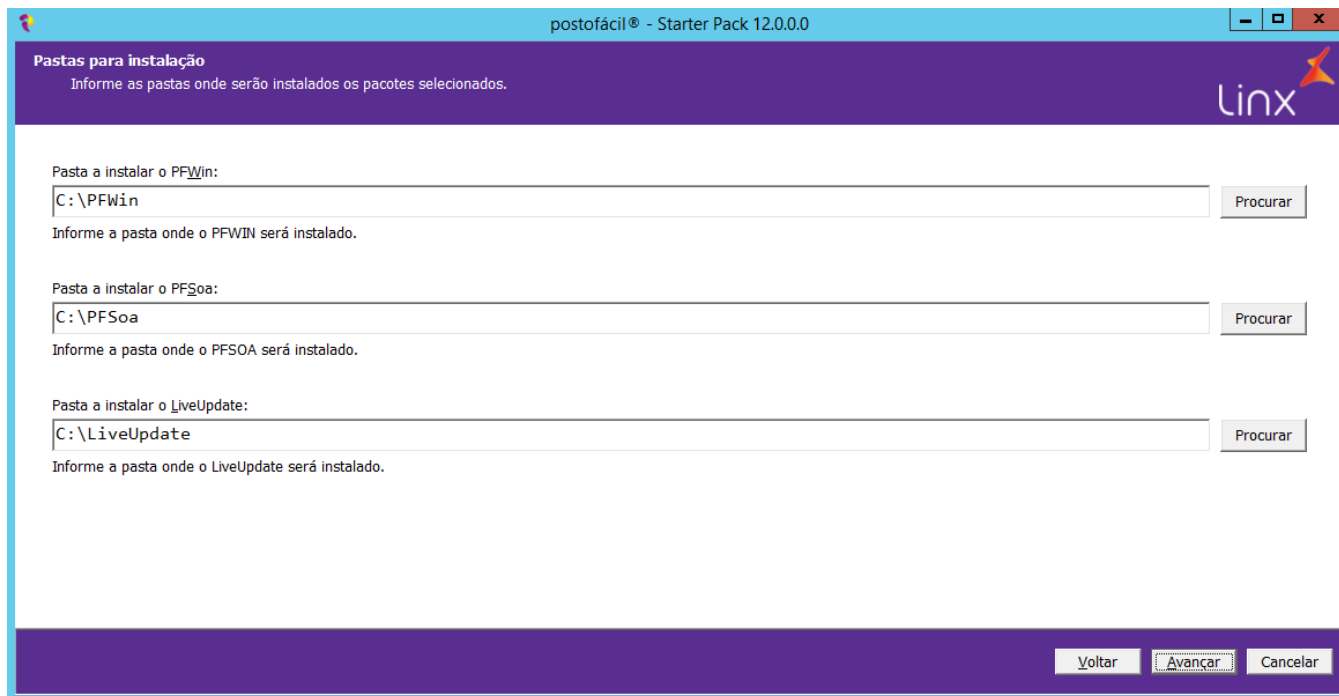 postofácil® - Starter Pack 12.0.0.0
Pastas para instalação
Informe as pastas onde serão instalados os pacotes selecionados.
Linx
Pasta a instalar o PFWin:
C:\PFWin
Procurar
Informe a pasta onde o PFWIN será instalado.
Pasta a instalar o PFSoa:
C:\PFSoa
Procurar
Informe a pasta onde o PFSOA será instalado.
Pasta a instalar o LiveUpdate:
C:\LiveUpdate
Procurar
Informe a pasta onde o LiveUpdate será instalado.
Voltar Avançar Cancelar